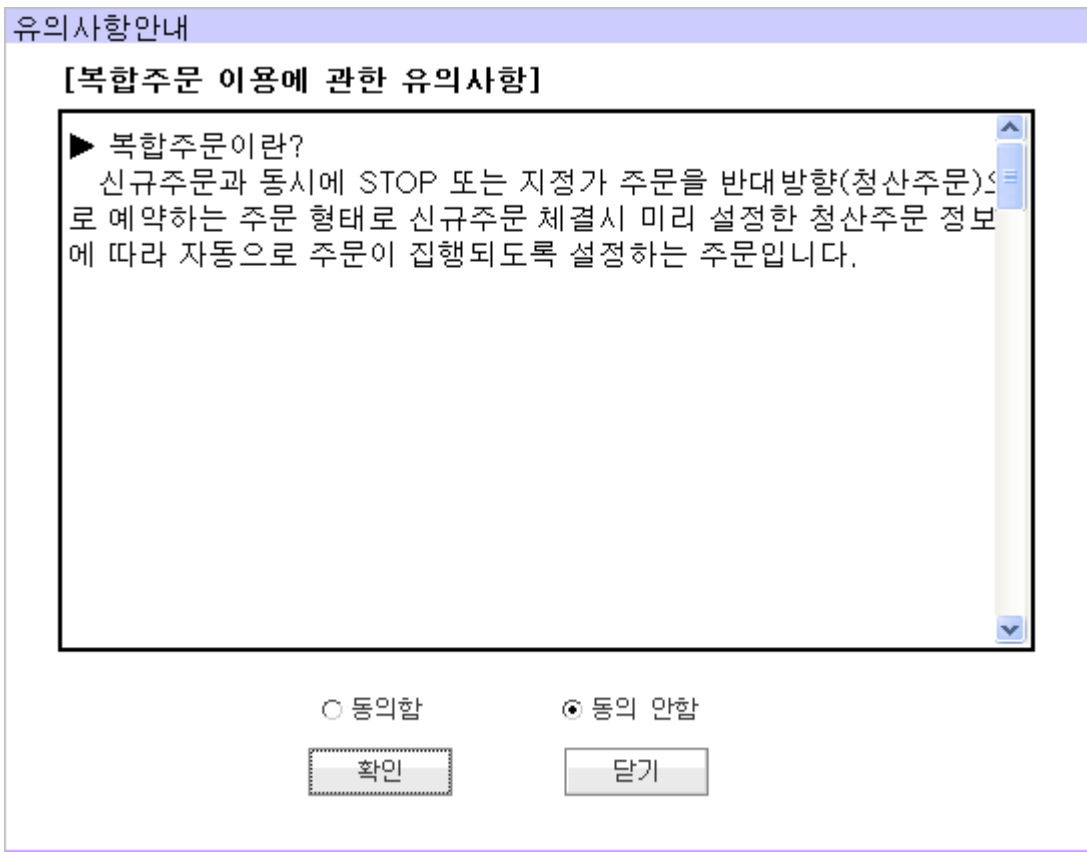 유의사항안내
[복합주문 이용에 관한 유의사항]
▶ 복합주문이란?
신규주문과 동시에 STOP 또는 지정가 주문을 반대방향(청산주문)으
로 예약하는 주문 형태로 신규주문 체결시 미리 설정한 청산주문 정보
에 따라 자동으로 주문이 집행되도록 설정하는 주문입니다.
동의함 동의 안함
확인 닫기